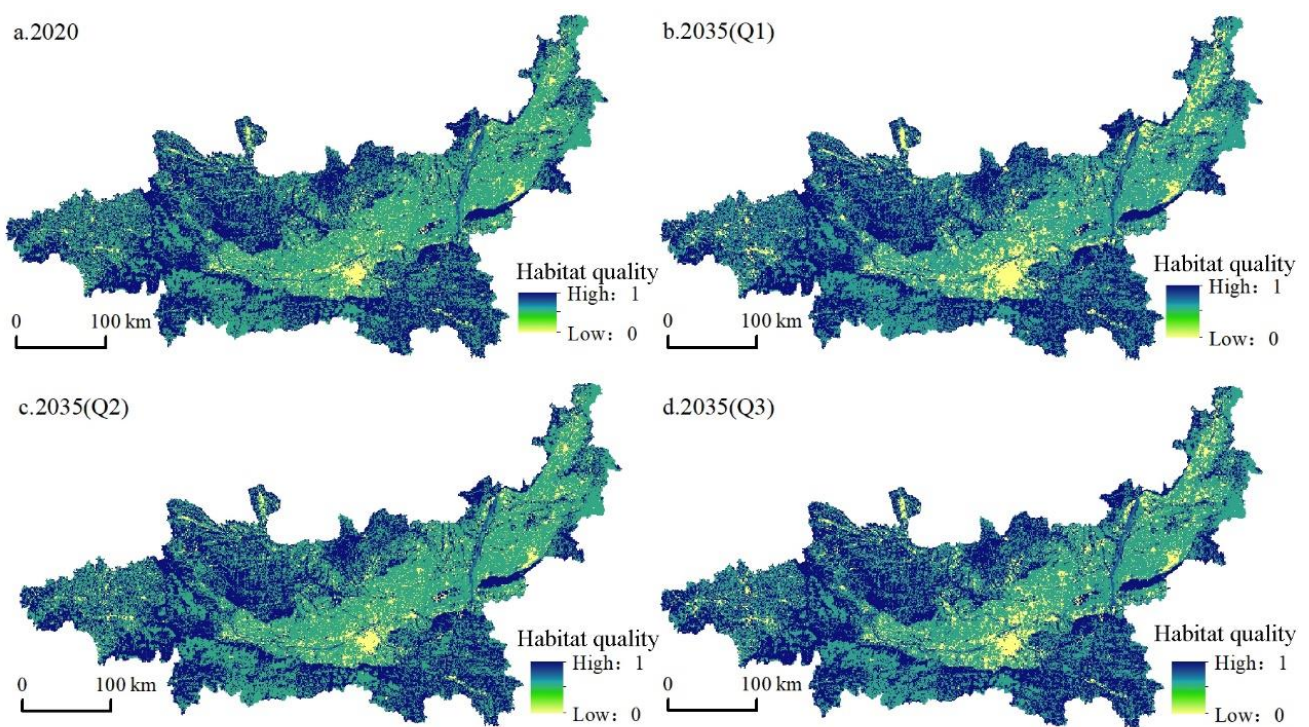 a.2020
Habitat quality
High：1
Low：0
0 100 km
b.2035(Q1)
Habitat quality
High：1
Low：0
0 100 km
c.2035(Q2)
Habitat quality
High：1
Low：0
0 100 km
d.2035(Q3)
Habitat quality
High：1
Low：0
0 100 km